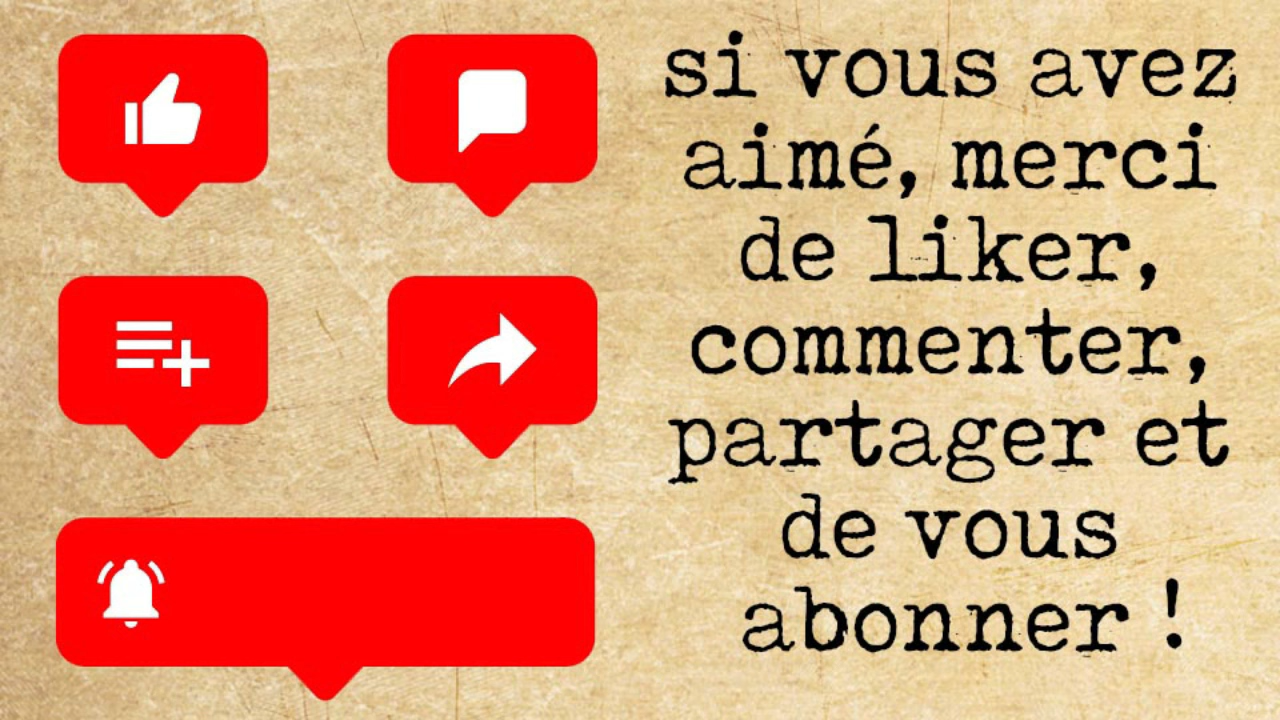 si vous avez
aimé, merci
de liker,
commenter,
partager et
de vous
abonner !